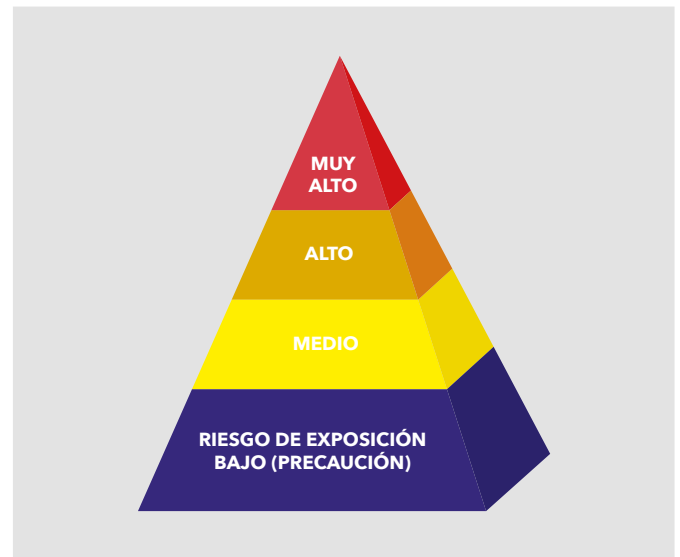 MUY
ALTO
ALTO
MEDIO
RIESGO DE EXPOSICIÓN
BAJO (PRECAUCIÓN)